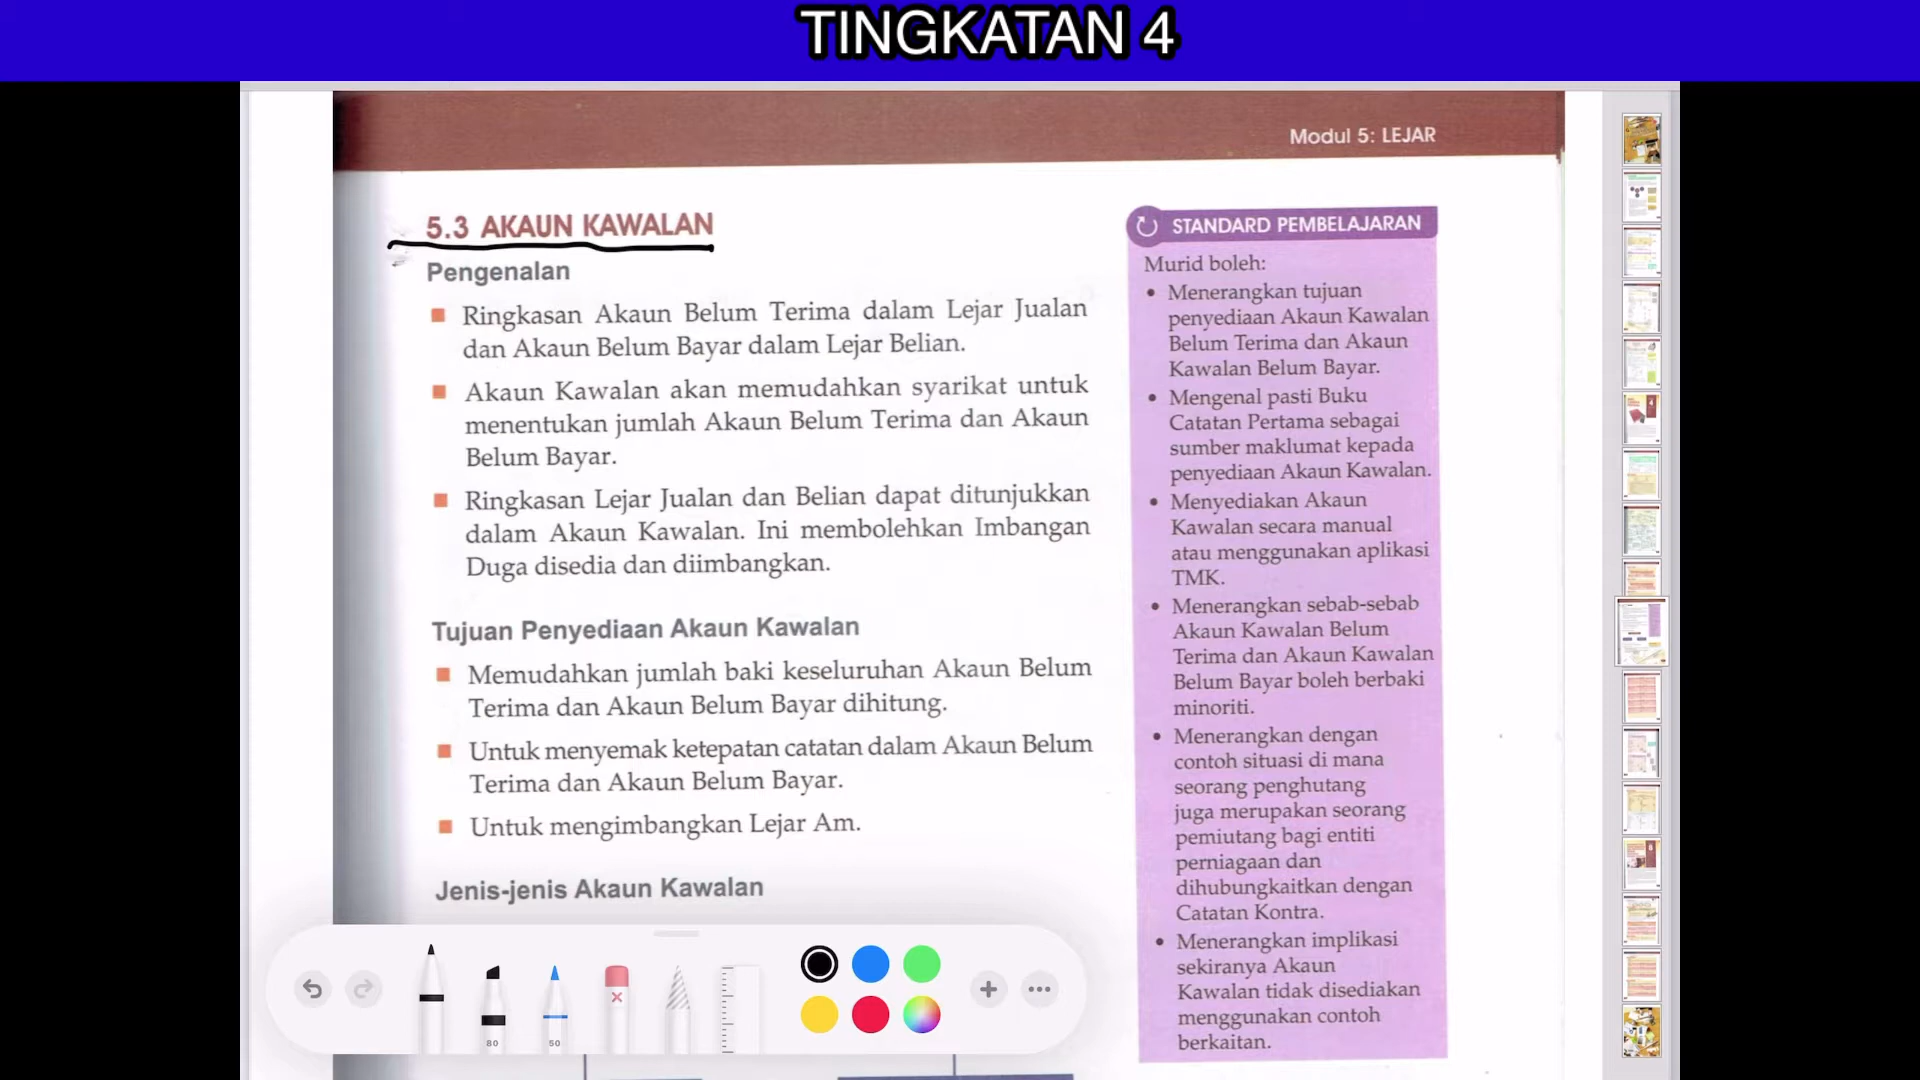 TINGKATAN 4
Modul 5: LEJAR
5.3 AKAUN KAWALAN
Pengenalan
Ringkasan Akaun Belum Terima dalam Lejar Jualan
dan Akaun Belum Bayar dalam Lejar Belian.
Akaun Kawalan akan memudahkan syarikat untuk
menentukan jumlah Akaun Belum Terima dan Akaun
Belum Bayar.
Ringkasan Lejar Jualan dan Belian dapat ditunjukkan
dalam Akaun Kawalan. Ini membolehkan Imbangan
Duga disedia dan diimbangkan.
Tujuan Penyediaan Akaun Kawalan
Memudahkan jumlah baki keseluruhan Akaun Belum
Terima dan Akaun Belum Bayar dihitung.
Untuk menyemak ketepatan catatan dalam Akaun Belum
Terima dan Akaun Belum Bayar.
Untuk mengimbangkan Lejar Am.
Jenis-jenis Akaun Kawalan
STANDARD PEMBELAJARAN
Murid boleh:
• Menerangkan tujuan
penyediaan Akaun Kawalan
Belum Terima dan Akaun
Kawalan Belum Bayar.
• Mengenal pasti Buku
Catatan Pertama sebagai
sumber maklumat kepada
penyediaan Akaun Kawalan.
• Menyediakan Akaun
Kawalan secara manual
atau menggunakan aplikasi
TMK.
• Menerangkan sebab-sebab
Akaun Kawalan Belum
Terima dan Akaun Kawalan
Belum Bayar boleh berbaki
minoriti.
• Menerangkan dengan
contoh situasi di mana
seorang penghutang
juga merupakan seorang
pemiutang bagi entiti
perniagaan dan
dihubungkaitkan dengan
Catatan Kontra.
• Menerangkan implikasi
sekiranya Akaun
Kawalan tidak disediakan
menggunakan contoh
berkaitan.
80
50